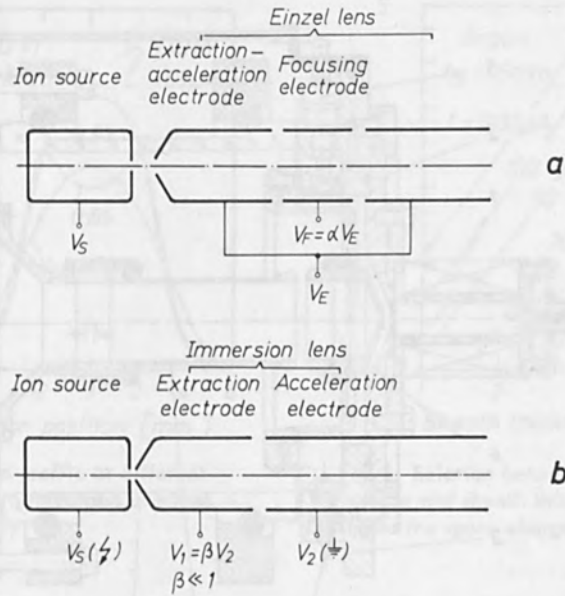 Einzel lens
Extraction–
acceleration
electrode
Focusing
electrode
Ion source
a
V_S
V_F = αV_E
V_E
Immersion lens
Ion source
Extraction
electrode
Acceleration
electrode
b
V_S (↯)
V_1 = βV_2
β ≪ 1
V_2 (⏚)